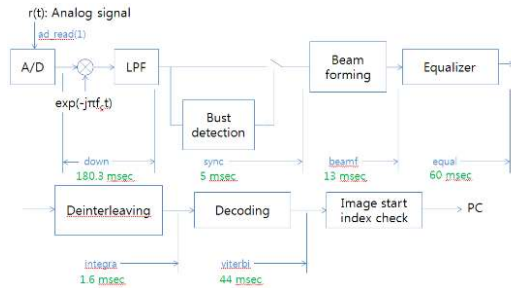 r(t): Analog signal
ad_read(1)
A/D
LPF
Beam
forming
Equalizer
exp(-jπfct)
Bust
detection
down
sync
beamf
equal
180.3 msec
5 msec
13 msec
60 msec
Deinterleaving
Decoding
Image start
index check
PC
integra
viterbi
1.6 msec
44 msec